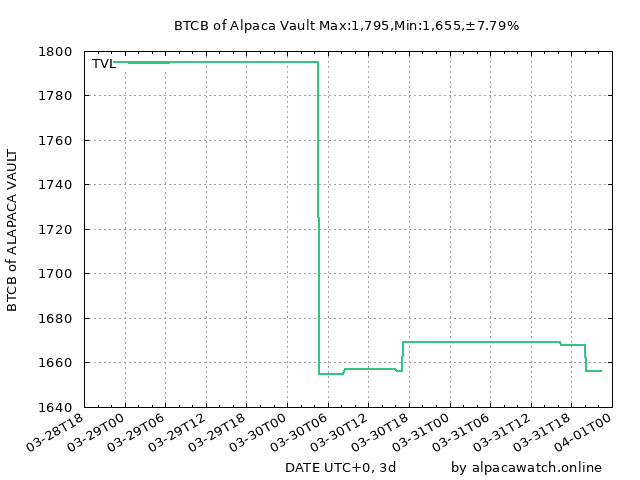 BTCB of Alpaca Vault Max:1,795,Min:1,655,±7.79%
BTCB of ALAPACA VAULT
TVL
1800
1780
1760
1740
1720
1700
1680
1660
1640
03-28T18
03-29T00
03-29T06
03-29T12
03-29T18
03-30T00
03-30T06
03-30T12
03-30T18
03-31T00
03-31T06
03-31T12
03-31T18
04-01T00
DATE UTC+0, 3d
by alpacawatch.online